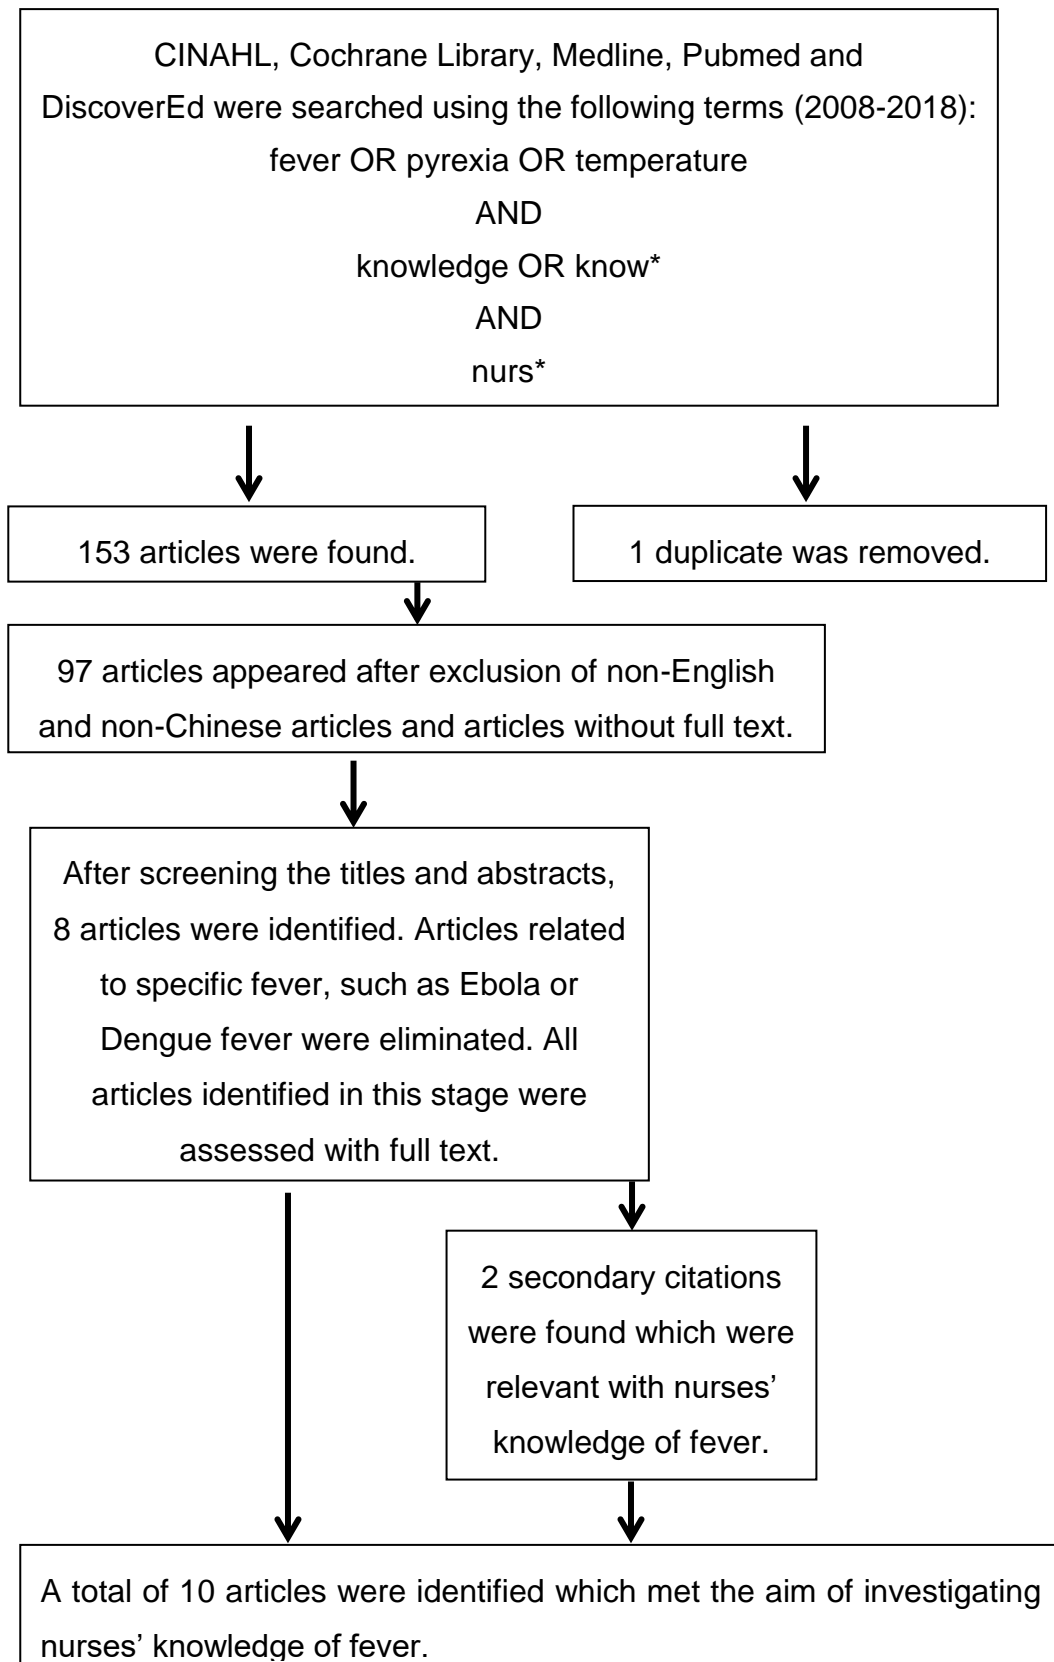 CINAHL, Cochrane Library, Medline, Pubmed and
DiscoverEd were searched using the following terms (2008-2018):
fever OR pyrexia OR temperature
AND
knowledge OR know*
AND
nurs*
153 articles were found.
1 duplicate was removed.
97 articles appeared after exclusion of non-English
and non-Chinese articles and articles without full text.
After screening the titles and abstracts,
8 articles were identified. Articles related
to specific fever, such as Ebola or
Dengue fever were eliminated. All
articles identified in this stage were
assessed with full text.
2 secondary citations
were found which were
relevant with nurses’
knowledge of fever.
A total of 10 articles were identified which met the aim of investigating
nurses’ knowledge of fever.